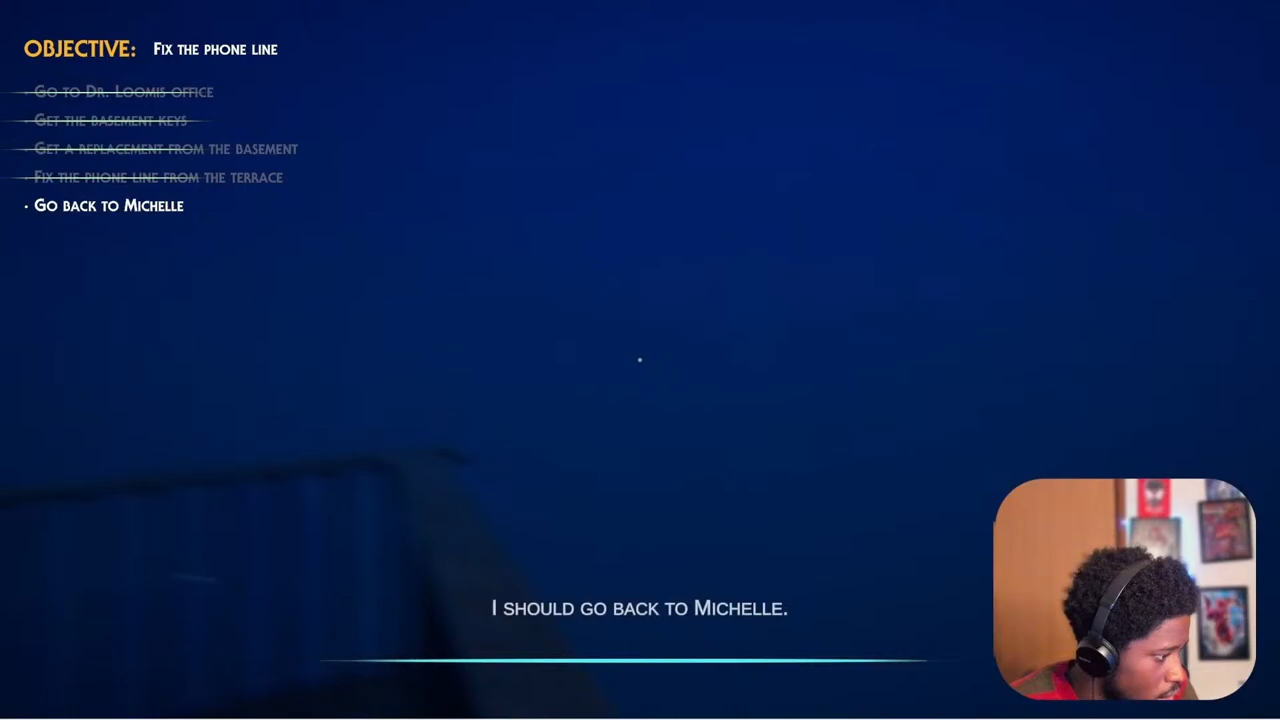 OBJECTIVE: Fix the phone line
· Go to Dr. Loomis office
· Get the basement keys
· Get a replacement from the basement
· Fix the phone line from the terrace
· Go back to Michelle
I should go back to Michelle.